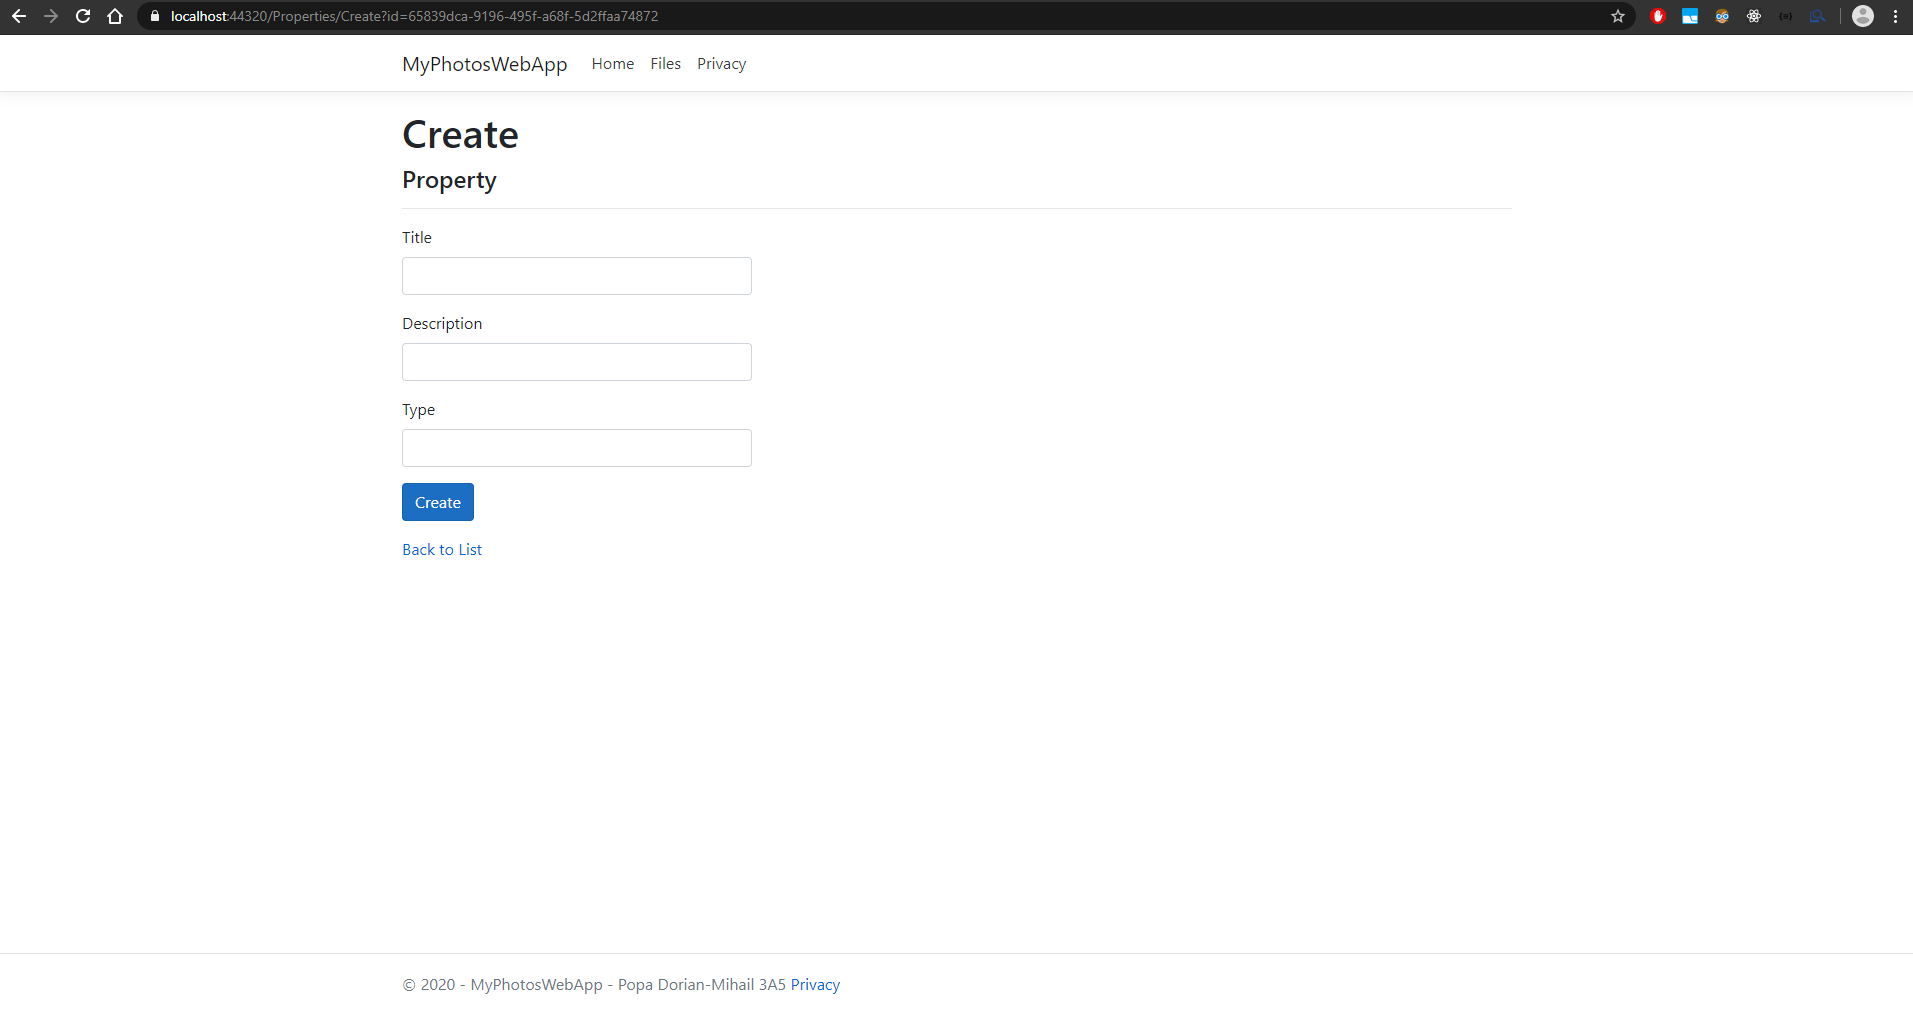 localhost:44320/Properties/Create?id=65839dca-9196-495f-a68f-5d2ffaa74872
MyPhotosWebApp Home Files Privacy
Create
Property
Title
Description
Type
Create
Back to List
© 2020 - MyPhotosWebApp - Popa Dorian-Mihail 3A5 Privacy